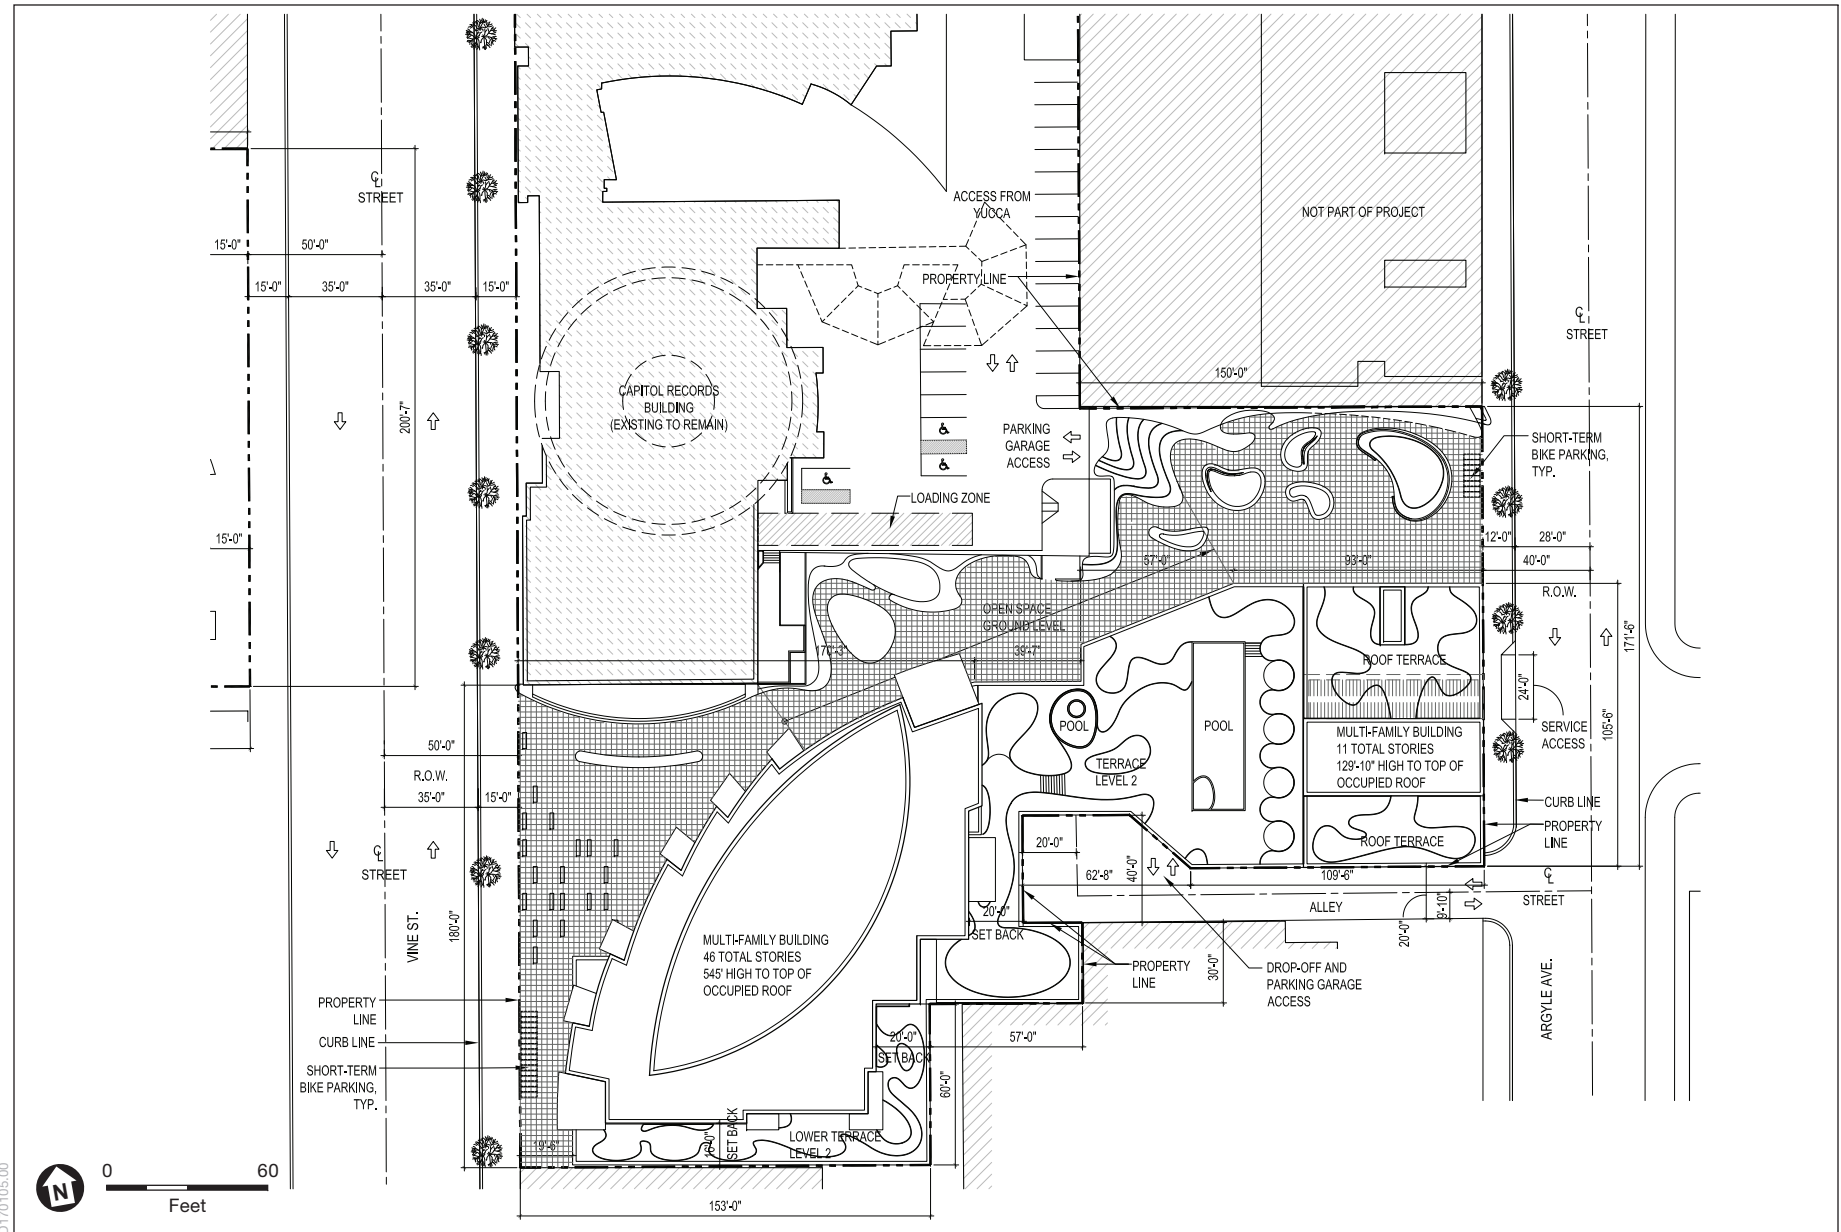 ℄
STREET
15'-0"
50'-0"
15'-0"
35'-0"
35'-0"
15'-0"
200'-7"
15'-0"
ACCESS FROM
YUCCA
PROPERTY LINE
NOT PART OF PROJECT
℄
STREET
150'-0"
CAPITOL RECORDS
BUILDING
(EXISTING TO REMAIN)
PARKING
GARAGE
ACCESS
LOADING ZONE
SHORT-TERM
BIKE PARKING,
TYP.
12'-0"
28'-0"
57'-0"
93'-0"
40'-0"
R.O.W.
OPEN SPACE
GROUND LEVEL
170'-3"
39'-7"
171'-6"
ROOF TERRACE
24'-0"
SERVICE
ACCESS
105'-6"
POOL
POOL
TERRACE
LEVEL 2
MULTI-FAMILY BUILDING
11 TOTAL STORIES
129'-10" HIGH TO TOP OF
OCCUPIED ROOF
50'-0"
R.O.W.
35'-0"
15'-0"
CURB LINE
PROPERTY
LINE
ROOF TERRACE
℄
STREET
20'-0"
62'-8"
40'-0"
109'-6"
℄
STREET
ALLEY
9'-10"
20'-0"
VINE ST.
180'-0"
20'-0"
SET BACK
MULTI-FAMILY BUILDING
46 TOTAL STORIES
545' HIGH TO TOP OF
OCCUPIED ROOF
PROPERTY
LINE
30'-0"
DROP-OFF AND
PARKING GARAGE
ACCESS
ARGYLE AVE.
PROPERTY
LINE
CURB LINE
SHORT-TERM
BIKE PARKING,
TYP.
20'-0"
SET BACK
57'-0"
60'-0"
19'-6"
16'-0"
SET BACK
LOWER TERRACE
LEVEL 2
153'-0"
N
0
60
Feet
D170105.00